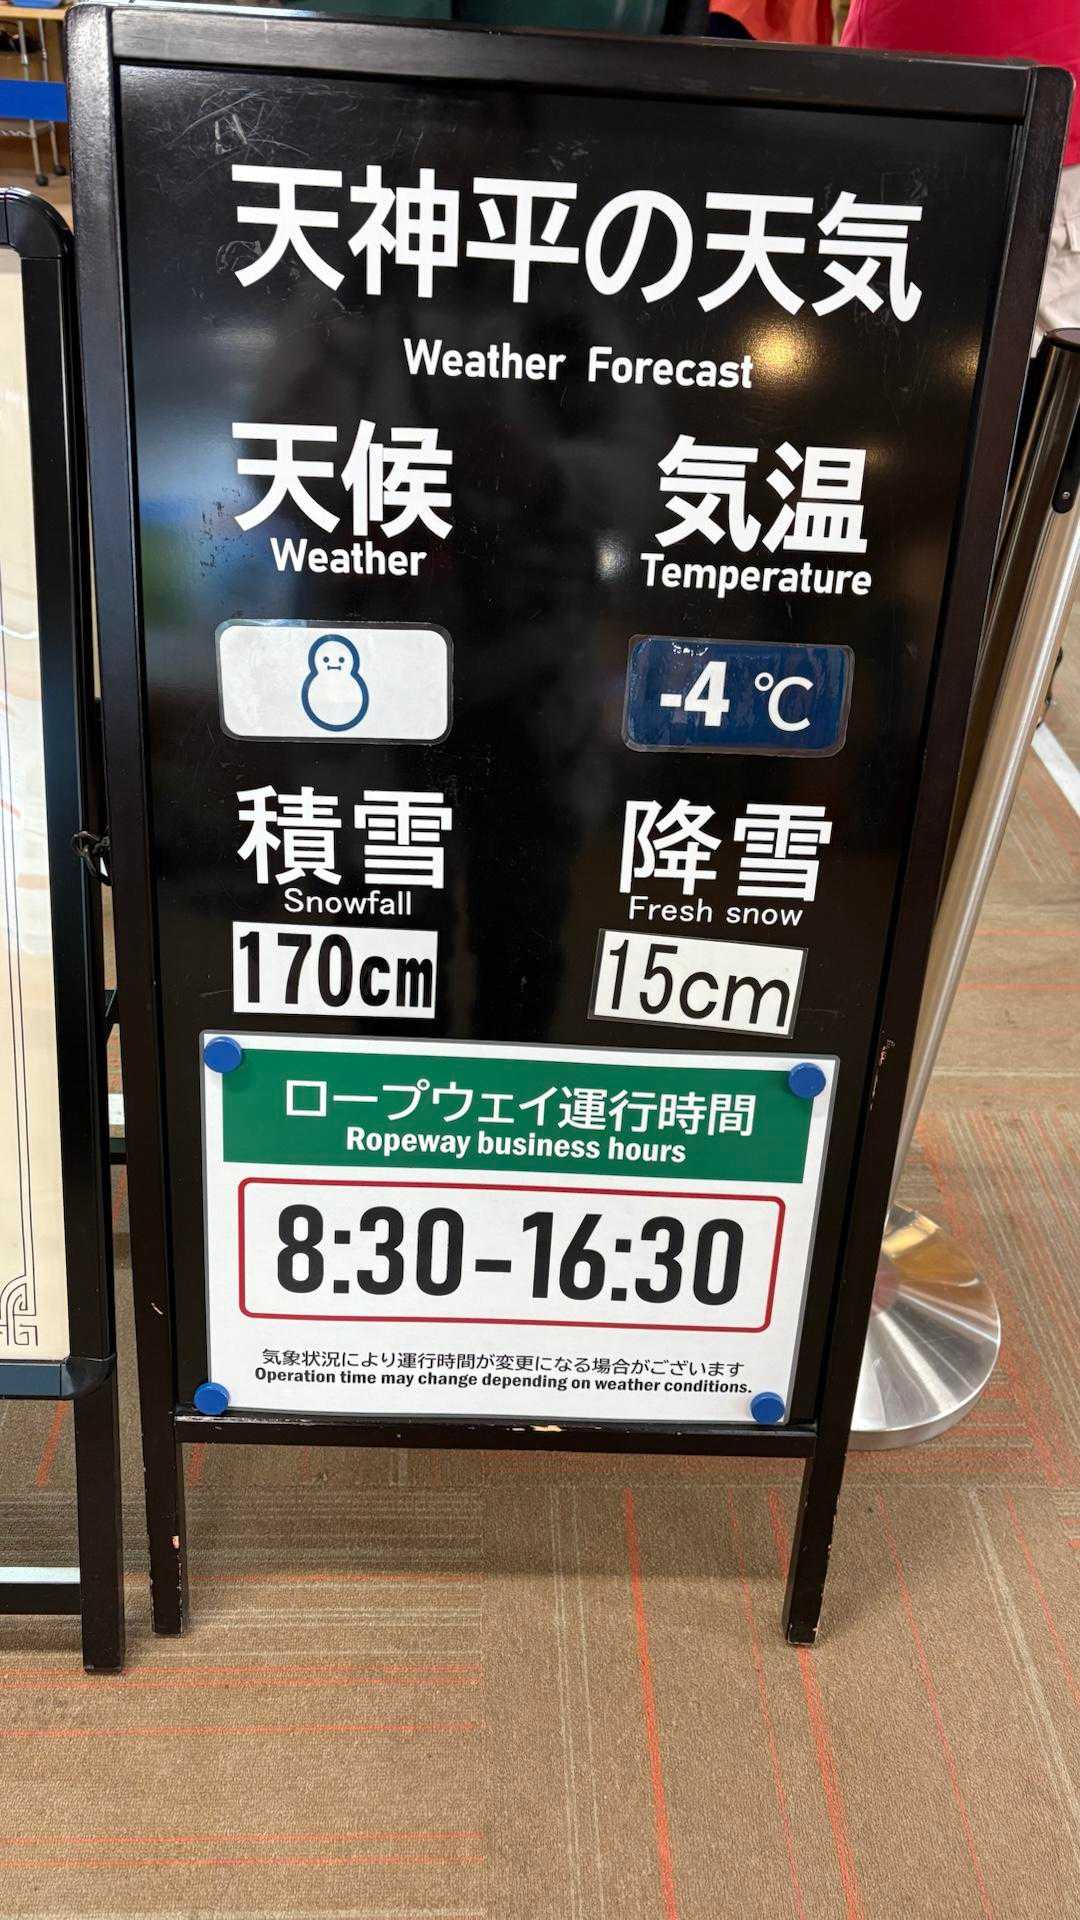 天神平の天気
Weather Forecast
天候 気温
Weather Temperature
-4℃
積雪 降雪
Snowfall Fresh snow
170cm 15cm
ロープウェイ運行時間
Ropeway business hours
8:30-16:30
気象状況により運行時間が変更になる場合がございます
Operation time may change depending on weather conditions.